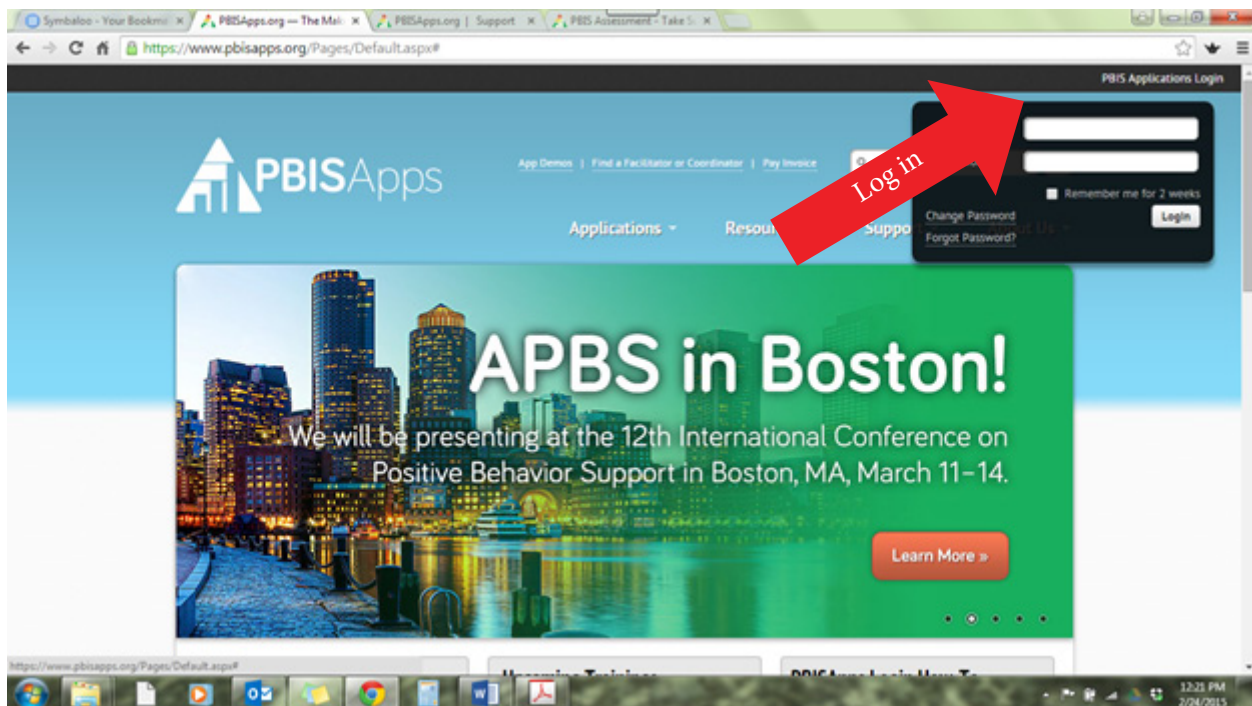 Symbaloo - Your Bookm
PBISApps.org — The Mak
PBISApps.org | Support
PBIS Assessment - Take S
https://www.pbisapps.org/Pages/Default.aspx#
PBIS Applications Login
PBISApps
App Demos | Find a Facilitator or Coordinator | Pay Invoice
Log in
Remember me for 2 weeks
Change Password
Login
Forgot Password?
Applications
Resour
Suppo
About Us
APBS in Boston!
We will be presenting at the 12th International Conference on
Positive Behavior Support in Boston, MA, March 11-14.
Learn More »
https://www.pbisapps.org/Pages/Default.aspx#
Upcoming Trainings
PBISApps Login How-To
12:21 PM
2/24/2015